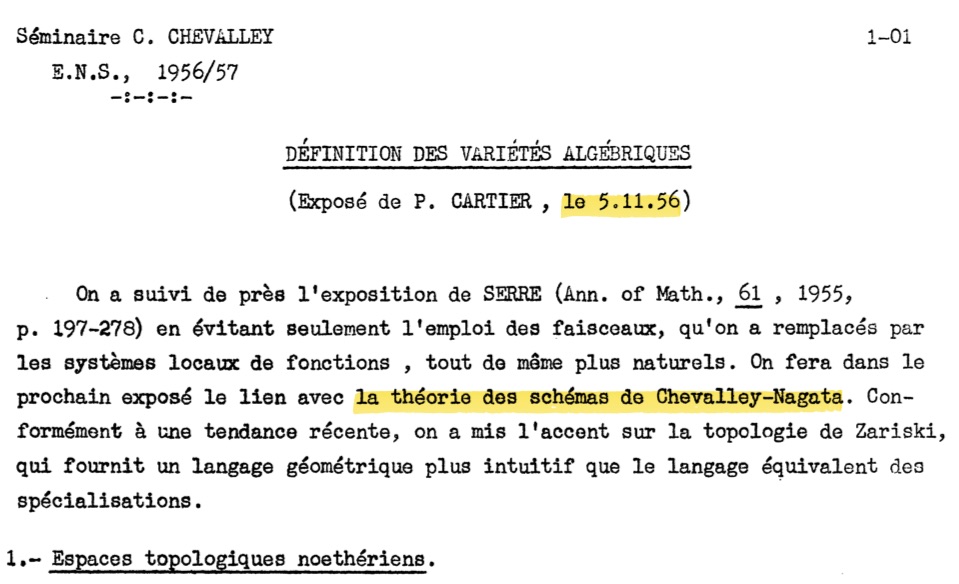 Séminaire C. CHEVALLEY 1-01
E.N.S., 1956/57
-:-:-:-
DÉFINITION DES VARIÉTÉS ALGÉBRIQUES
(Exposé de P. CARTIER , le 5.11.56)
On a suivi de près l'exposition de SERRE (Ann. of Math., 61 , 1955,
p. 197-278) en évitant seulement l'emploi des faisceaux, qu'on a remplacés par
les systèmes locaux de fonctions , tout de même plus naturels. On fera dans le
prochain exposé le lien avec la théorie des schémas de Chevalley-Nagata. Con-
formément à une tendance récente, on a mis l'accent sur la topologie de Zariski,
qui fournit un langage géométrique plus intuitif que le langage équivalent des
spécialisations.
1.- Espaces topologiques noethériens.